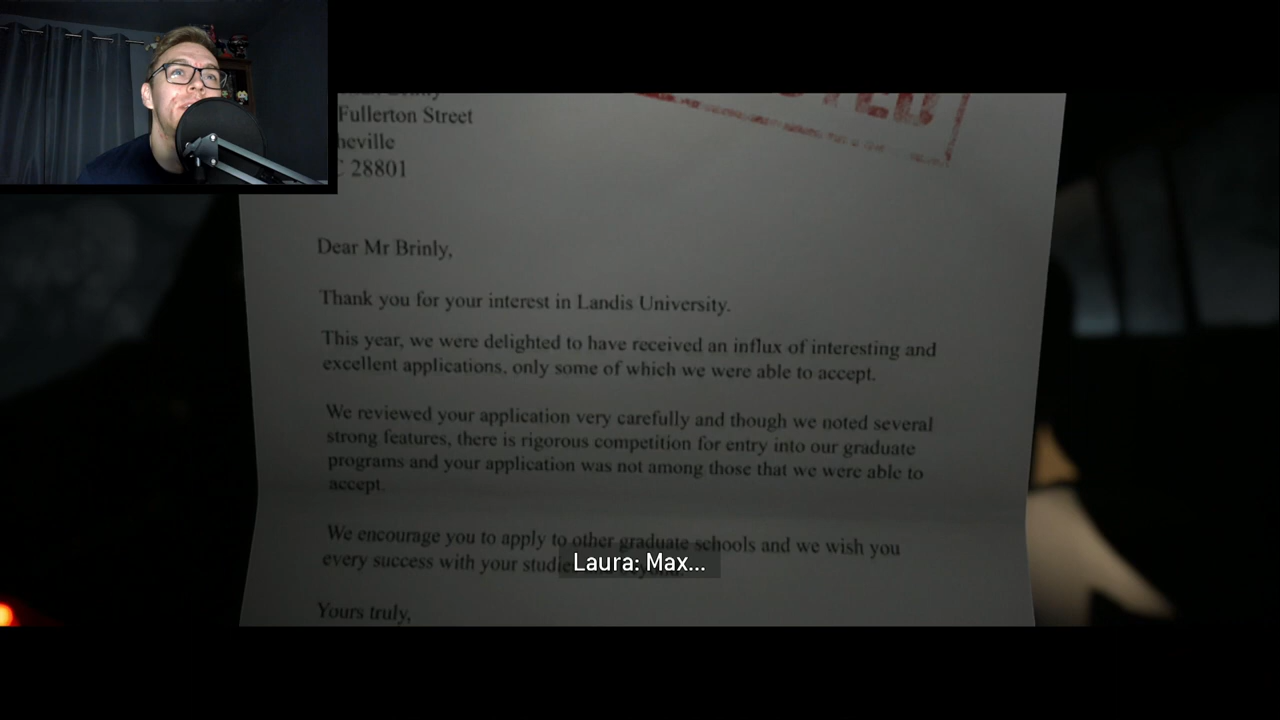 Fullerton Street
heville
28801
Dear Mr Brinly,
Thank you for your interest in Landis University.
This year, we were delighted to have received an influx of interesting and
excellent applications, only some of which we were able to accept.
We reviewed your application very carefully and though we noted several
strong features, there is rigorous competition for entry into our graduate
programs and your application was not among those that we were able to
accept.
We encourage you to apply to other graduate schools and we wish you
every success with your studies
Laura: Max...
Yours truly,